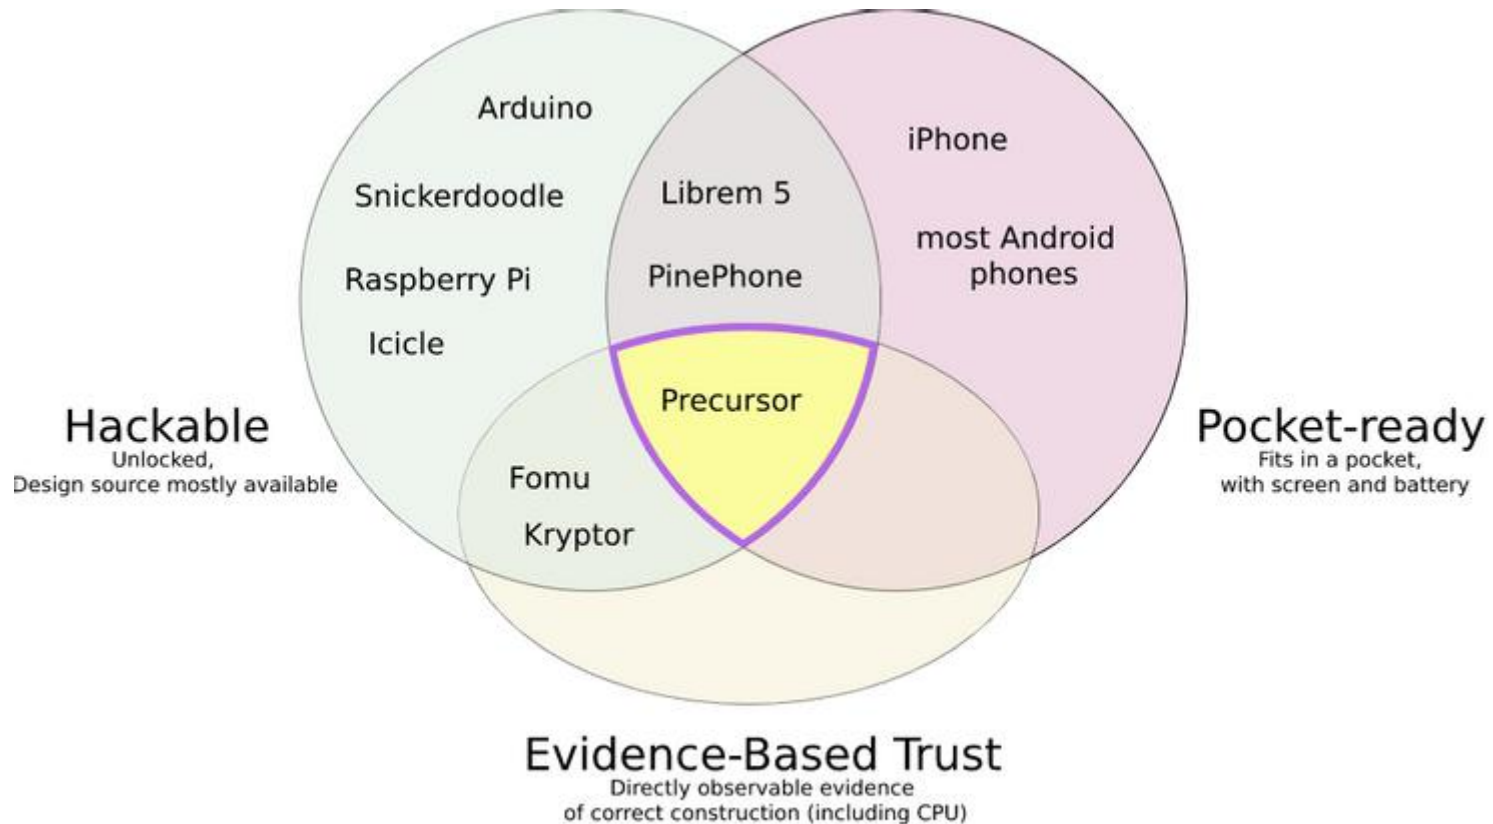 Arduino
Snickerdoodle
Raspberry Pi
Icicle
Librem 5
PinePhone
iPhone
most Android
phones
Precursor
Fomu
Kryptor
Hackable
Unlocked,
Design source mostly available
Pocket-ready
Fits in a pocket,
with screen and battery
Evidence-Based Trust
Directly observable evidence
of correct construction (including CPU)